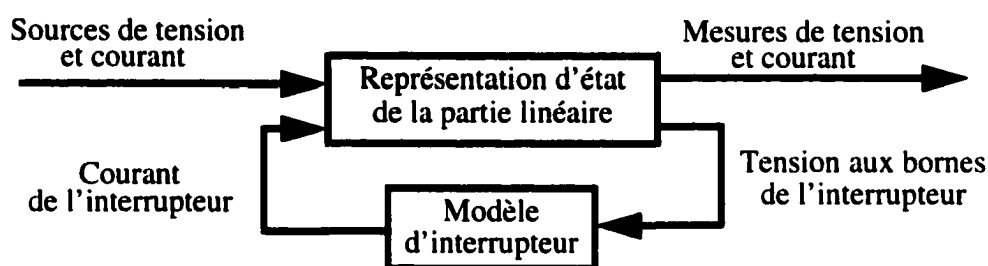 Sources de tension
et courant
Mesures de tension
et courant
Représentation d'état
de la partie linéaire
Courant
de l'interrupteur
Tension aux bornes
de l'interrupteur
Modèle
d'interrupteur